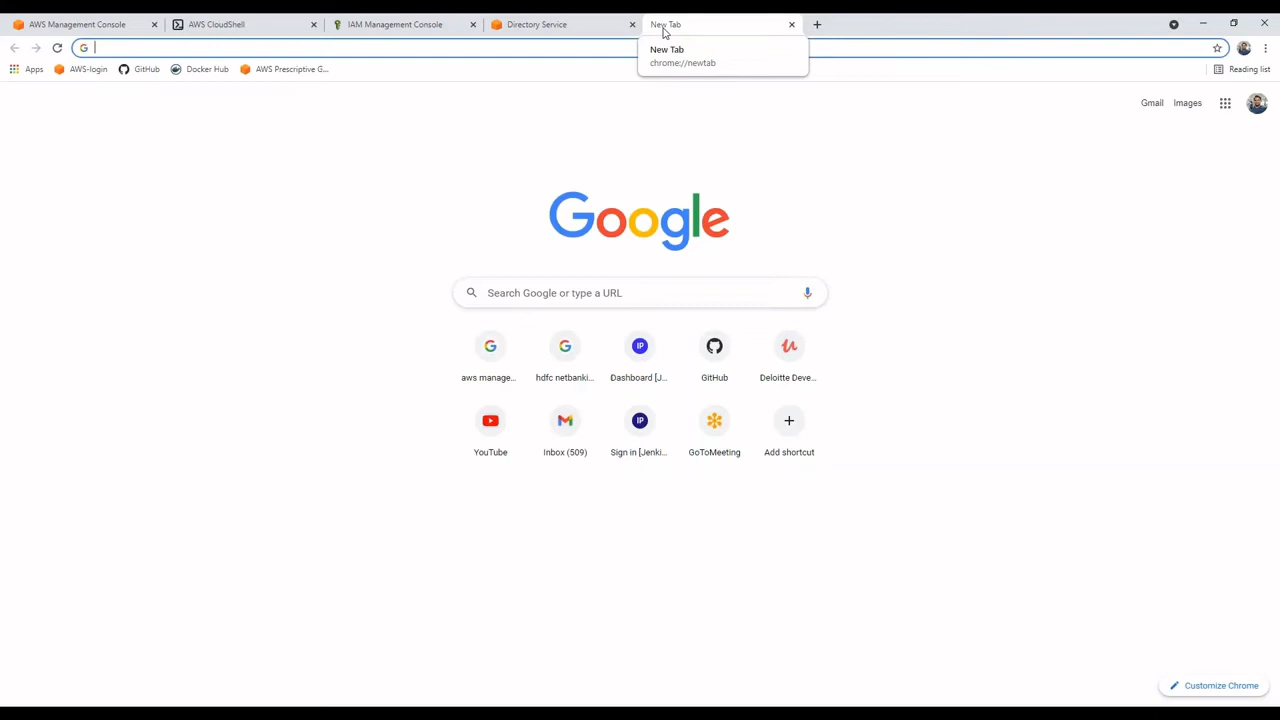 AWS Management Console
AWS CloudShell
IAM Management Console
Directory Service
New Tab
New Tab
chrome://newtab
Apps
AWS-login
GitHub
Docker Hub
AWS Prescriptive G...
Reading list
Gmail
Images
Google
Search Google or type a URL
aws manage...
hdfc netbanki...
Dashboard [J...
GitHub
Deloitte Deve...
IP
YouTube
Inbox (509)
IP
Sign in [Jenki...
GoToMeeting
Add shortcut
Customize Chrome